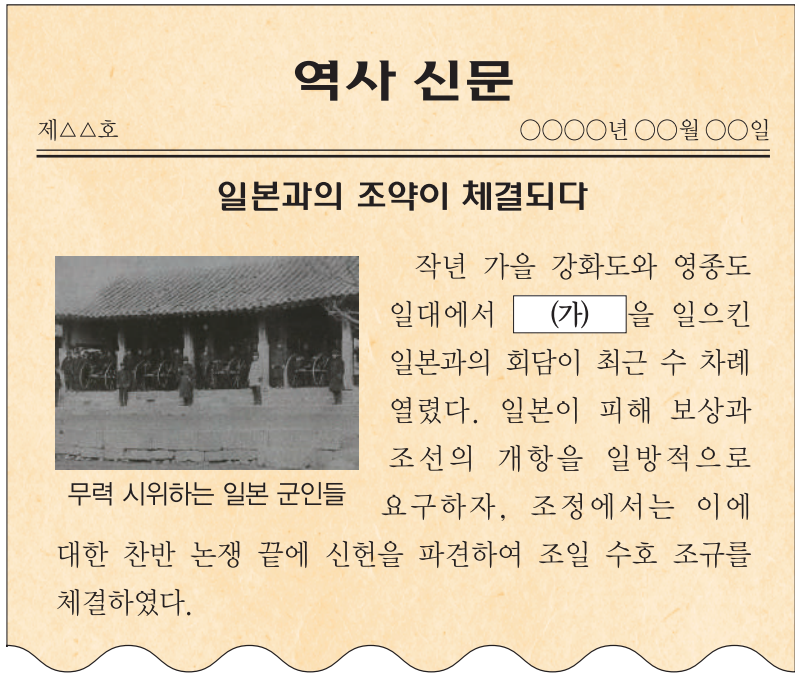 역사 신문
제△△호
○○○○년 ○○월 ○○일
일본과의 조약이 체결되다
작년 가을 강화도와 영종도
일대에서 (가) 을 일으킨
일본과의 회담이 최근 수 차례
열렸다. 일본이 피해 보상과
조선의 개항을 일방적으로
요구하자, 조정에서는 이에
대한 찬반 논쟁 끝에 신헌을 파견하여 조일 수호 조규를
체결하였다.
무력 시위하는 일본 군인들